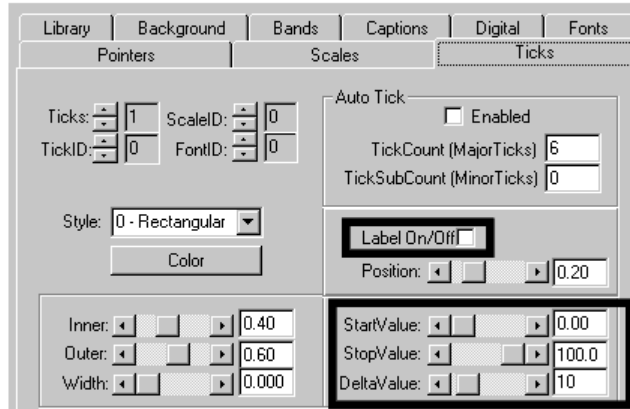 Library Background Bands Captions Digital Fonts
Pointers Scales Ticks
Auto Tick
Ticks: 1 ScaleID: 0
Enabled
TickID: 0 FontID: 0
TickCount (MajorTicks) 6
TickSubCount (MinorTicks) 0
Style: 0 - Rectangular
Label On/Off
Color
Position: 0.20
Inner: 0.40
StartValue: 0.00
Outer: 0.60
StopValue: 100.0
Width: 0.000
DeltaValue: 10